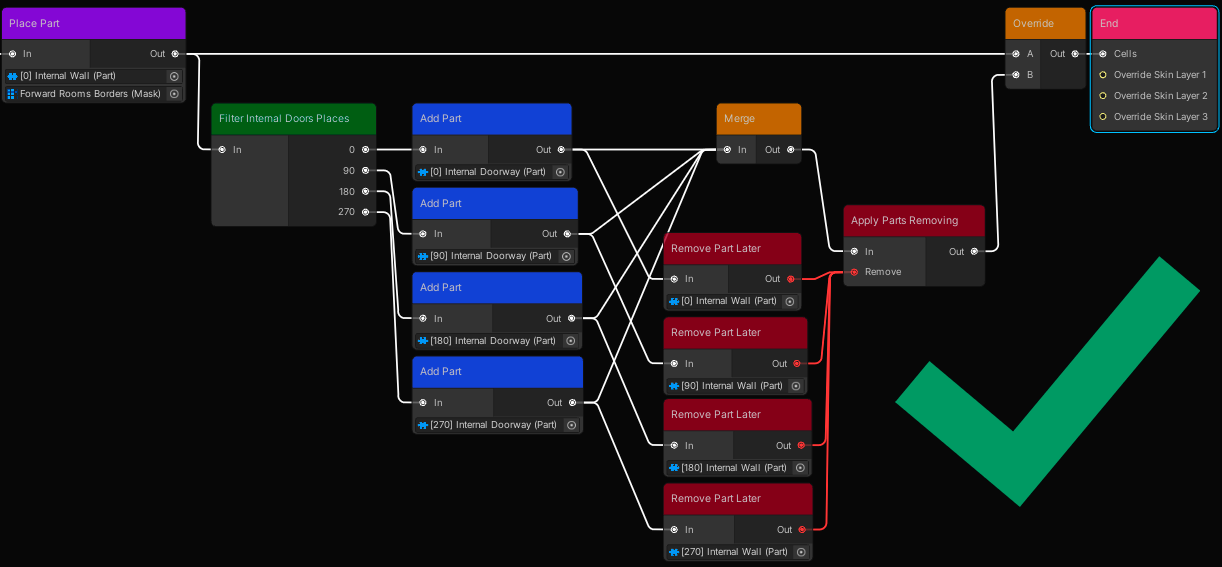 Place Part
In Out
[0] Internal Wall (Part)
Forward Rooms Borders (Mask)
Filter Internal Doors Places
In 0
90
180
270
Add Part
In Out
[0] Internal Doorway (Part)
Add Part
In Out
[90] Internal Doorway (Part)
Add Part
In Out
[180] Internal Doorway (Part)
Add Part
In Out
[270] Internal Doorway (Part)
Merge
In Out
Remove Part Later
In Out
[0] Internal Wall (Part)
Remove Part Later
In Out
[90] Internal Wall (Part)
Remove Part Later
In Out
[180] Internal Wall (Part)
Remove Part Later
In Out
[270] Internal Wall (Part)
Apply Parts Removing
In Out
Remove
Override
A Out
B
End
Cells
Override Skin Layer 1
Override Skin Layer 2
Override Skin Layer 3